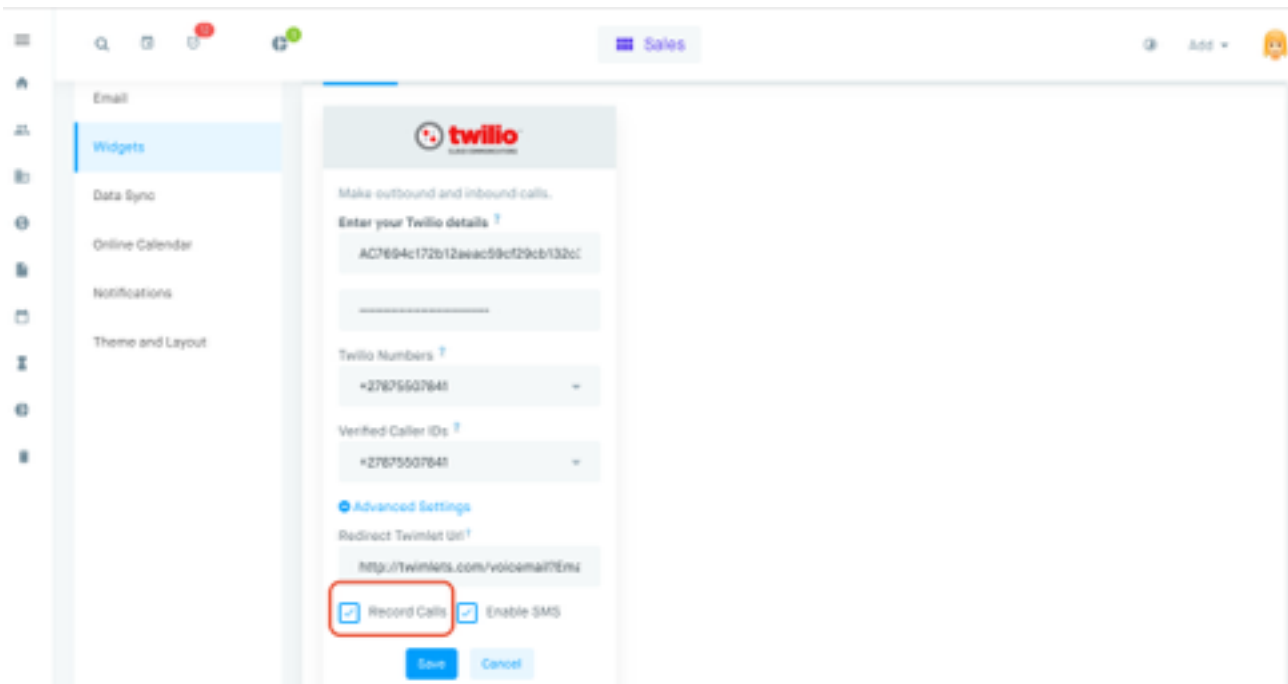 Sales
Add
Email
Widgets
Data Sync
Online Calendar
Notifications
Theme and Layout
twilio
Make outbound and inbound calls.
Enter your Twilio details ?
AC7694c172b12aeac59cf29cb132c
Twilio Numbers ?
+27875507841
Verified Caller IDs ?
+27875507841
Advanced Settings
Redirect Twimlet Url ?
http://twimlets.com/voicemail?Ema
Record Calls Enable SMS
Save Cancel